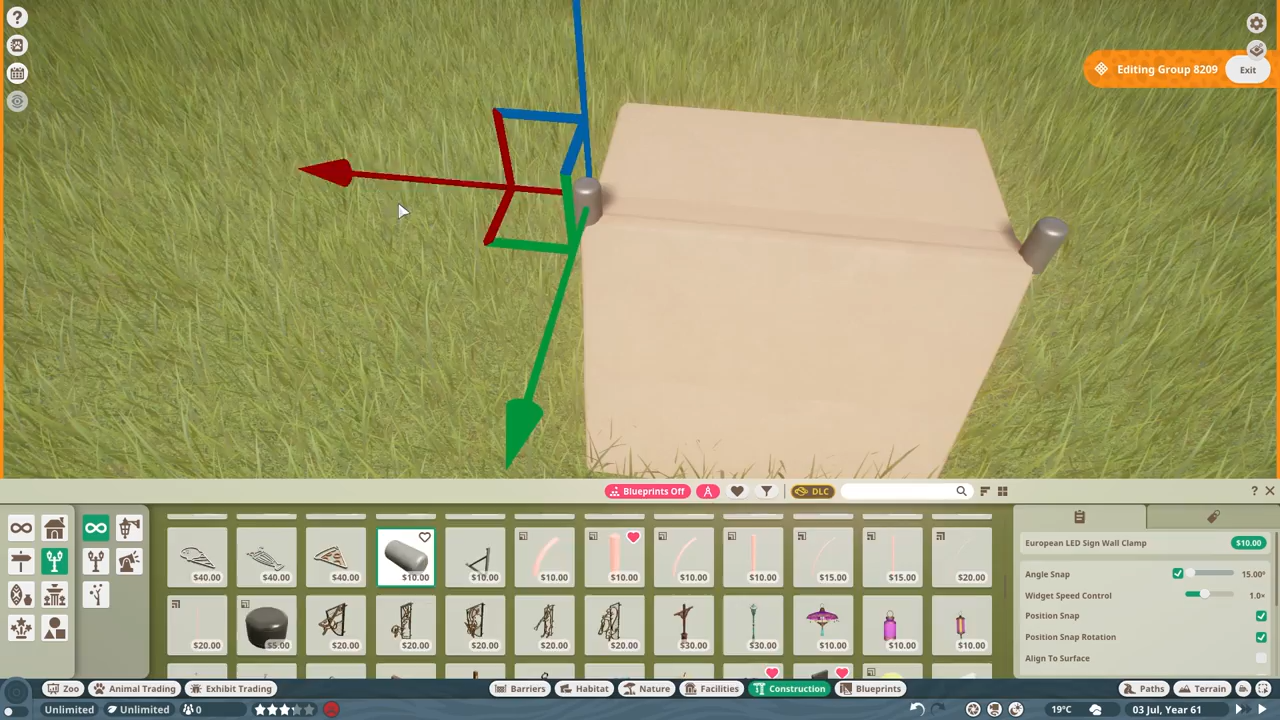 ?
Editing Group 8209
Exit
Blueprints Off
DLC
? ×
$40.00 $40.00 $40.00 $10.00 $10.00 $10.00 $10.00 $10.00 $10.00 $15.00 $15.00 $20.00
$20.00 $5.00 $20.00 $20.00 $20.00 $20.00 $20.00 $30.00 $30.00 $10.00 $10.00 $10.00
European LED Sign Wall Clamp $10.00
Angle Snap 15.00°
Widget Speed Control 1.0×
Position Snap
Position Snap Rotation
Align To Surface
Zoo Animal Trading Exhibit Trading Barriers Habitat Nature Facilities Construction Blueprints Paths Terrain
Unlimited Unlimited 0 19°C 03 Jul, Year 61